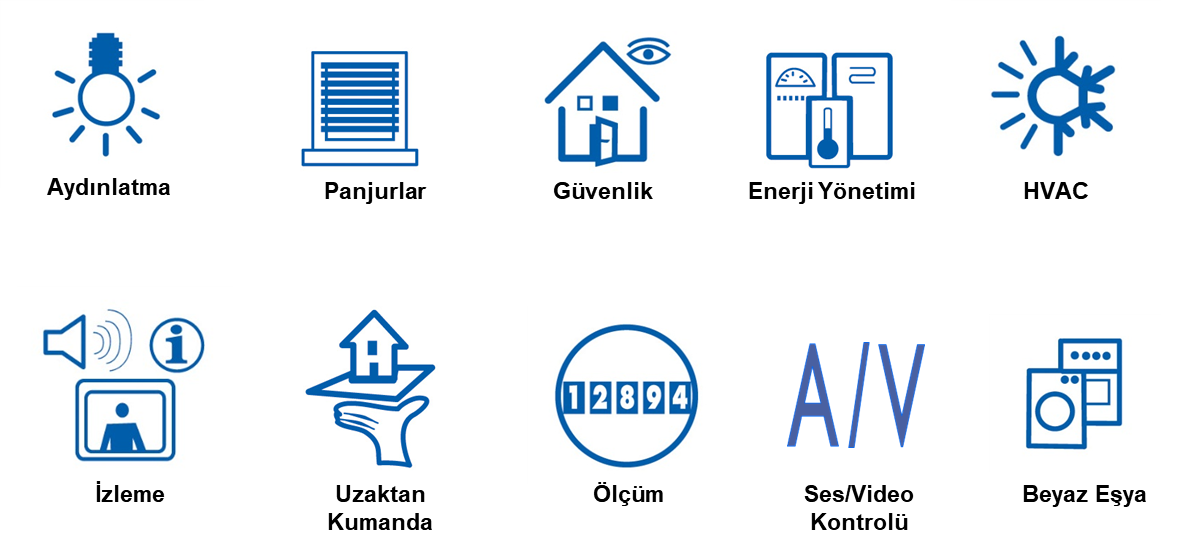 Aydınlatma
Panjurlar
Güvenlik
Enerji Yönetimi
HVAC
i
12894
A/V
İzleme
Uzaktan
Kumanda
Ölçüm
Ses/Video
Kontrolü
Beyaz Eşya